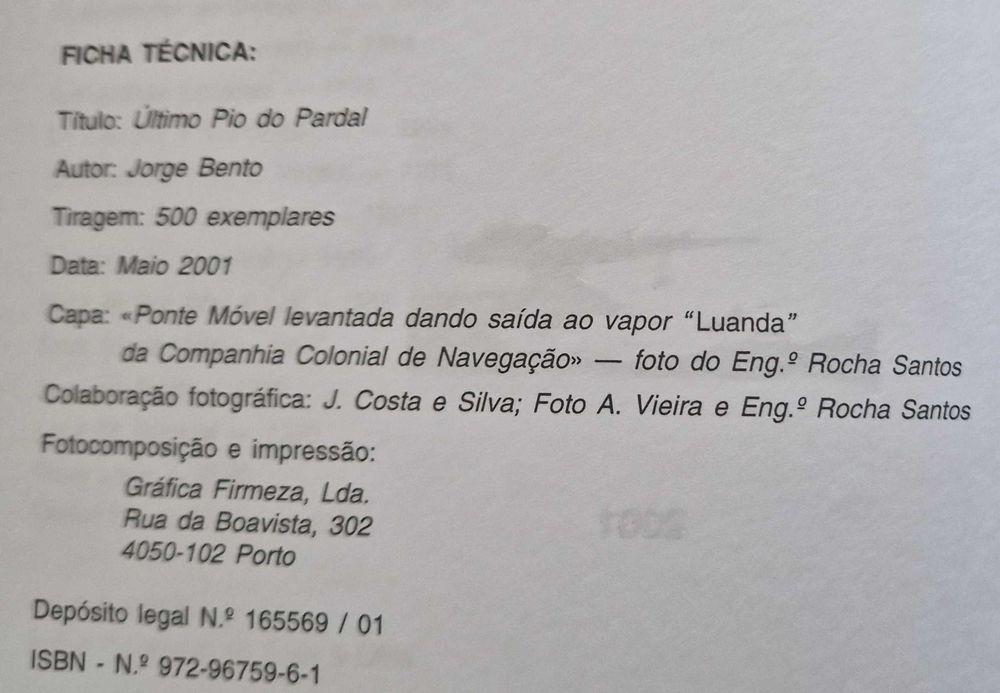 FICHA TÉCNICA:
Título: Último Pio do Pardal
Autor: Jorge Bento
Tiragem: 500 exemplares
Data: Maio 2001
Capa: «Ponte Móvel levantada dando saída ao vapor “Luanda”
da Companhia Colonial de Navegação» — foto do Eng.º Rocha Santos
Colaboração fotográfica: J. Costa e Silva; Foto A. Vieira e Eng.º Rocha Santos
Fotocomposição e impressão:
Gráfica Firmeza, Lda.
Rua da Boavista, 302
4050-102 Porto
Depósito legal N.º 165569 / 01
ISBN - N.º 972-96759-6-1